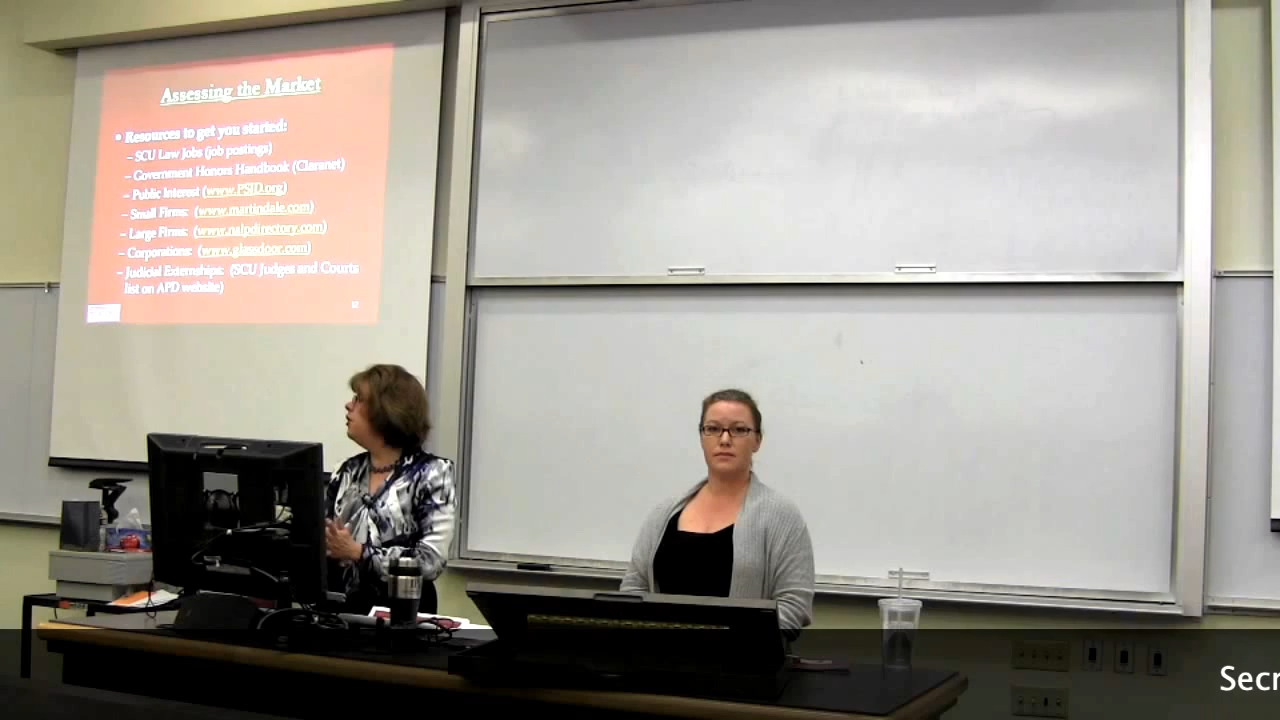 Assessing the Market
• Resources to get you started:
– SCU Law Jobs (job postings)
– Government Honors Handbook (Claranet)
– Public Interest (www.PSJD.org)
– Small Firms: (www.martindale.com)
– Large Firms: (www.nalpdirectory.com)
– Corporations: (www.glassdoor.com)
– Judicial Externships: (SCU Judges and Courts
list on APD website)
Secr